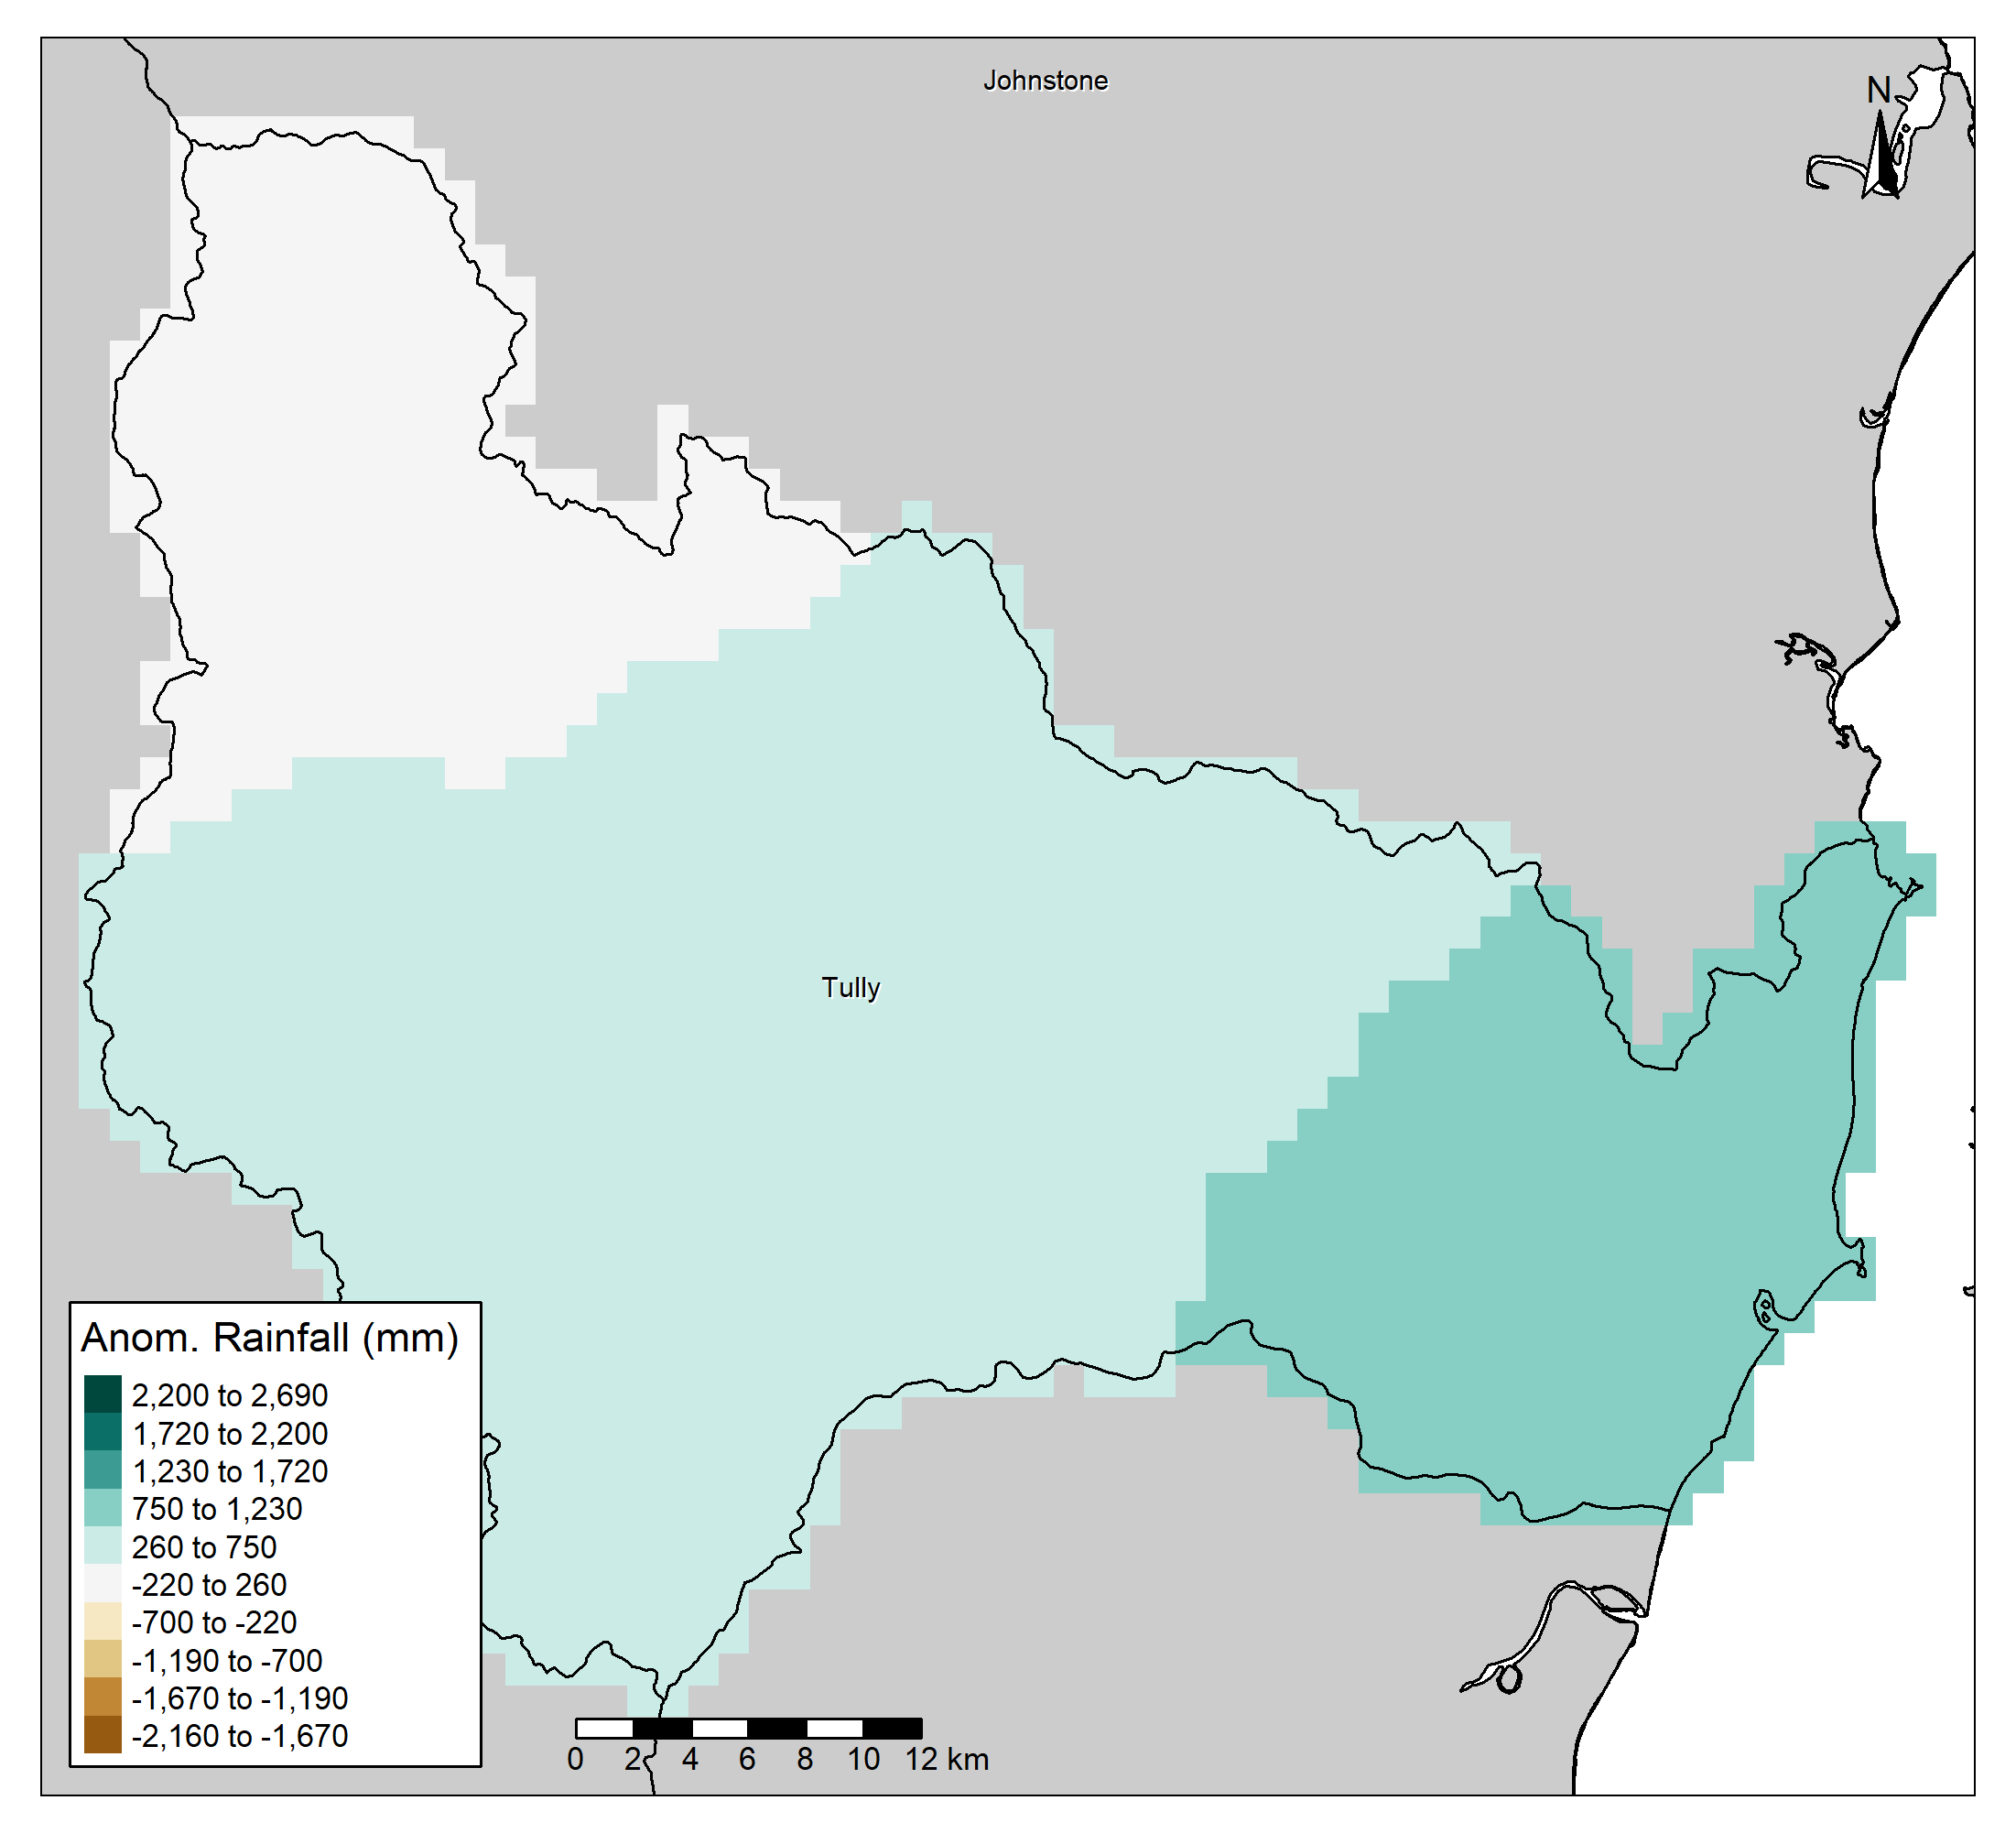 Johnstone
N
Tully
Anom. Rainfall (mm)
2,200 to 2,690
1,720 to 2,200
1,230 to 1,720
750 to 1,230
260 to 750
-220 to 260
-700 to -220
-1,190 to -700
-1,670 to -1,190
-2,160 to -1,670
0 2 4 6 8 10 12 km